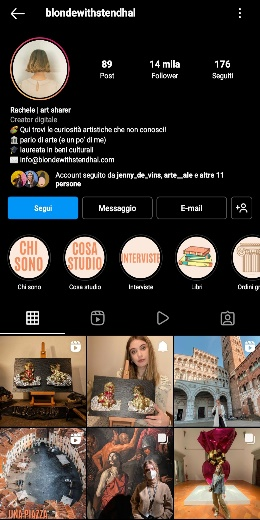 blondewithstendhal
89
14 mila
176
Post
Follower
Seguiti
Rachele | art sharer
Creator digitale
Qui trovi le curiosità artistiche che non conosci!
parlo di arte (e un po' di me)
laureata in beni culturali
info@blondewithstendhal.com
Account seguito da jenny_de_vins, arte__ale e altre 11
persone
Segui
Messaggio
E-mail
CHI
SONO
COSA
STUDIO
INTERVISTE
Chi sono
Cosa studio
Interviste
Libri
Ordini gr
UNA PIAZZA